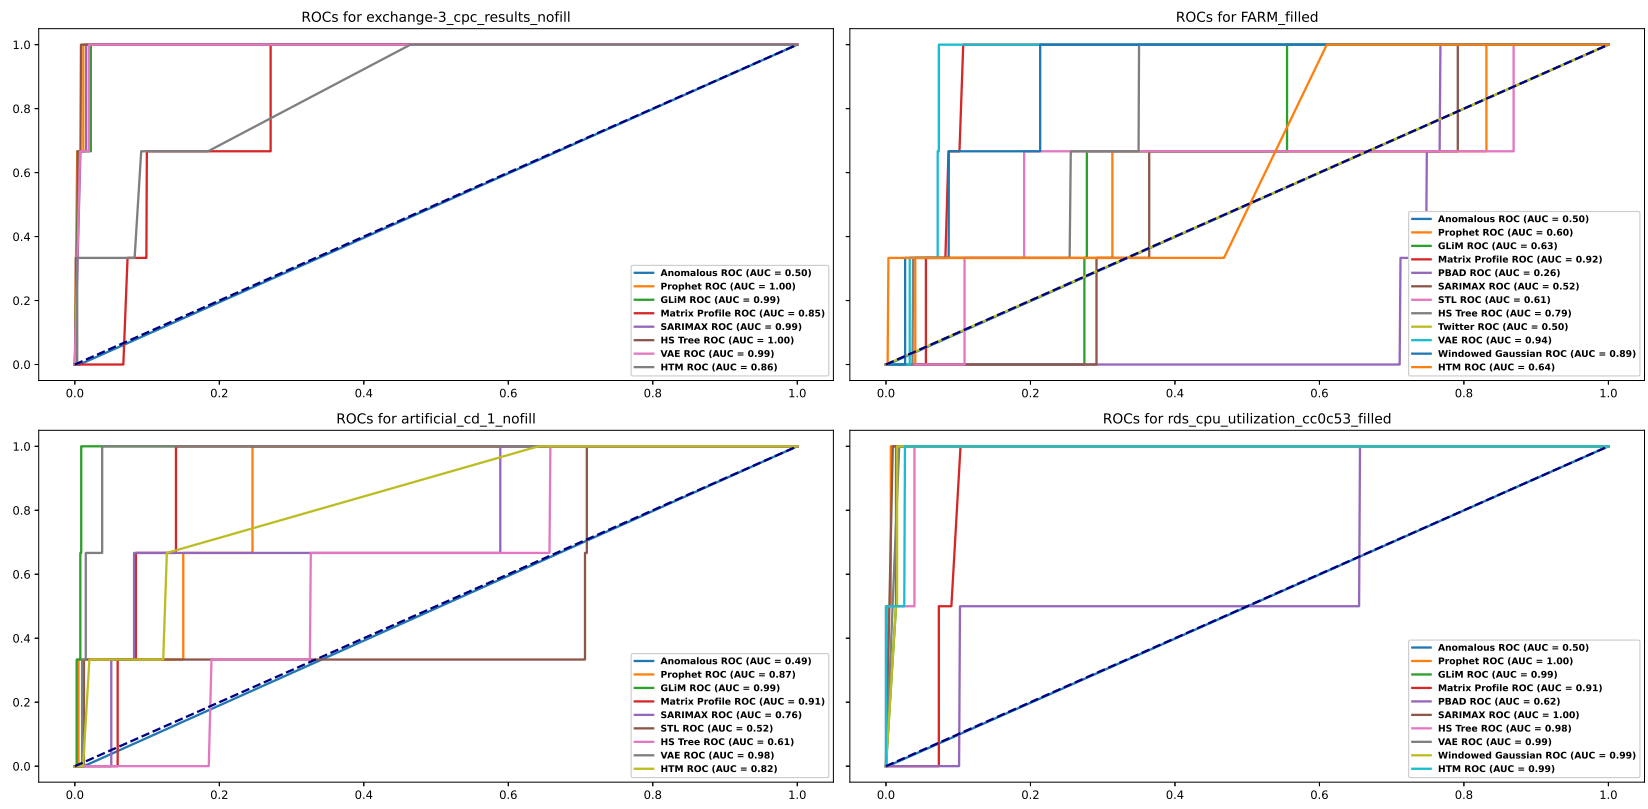 ROCs for exchange-3_cpc_results_nofill
1.0
0.8
0.6
0.4
0.2
0.0
0.0 0.2 0.4 0.6 0.8 1.0
Anomalous ROC (AUC = 0.50)
Prophet ROC (AUC = 1.00)
GLiM ROC (AUC = 0.99)
Matrix Profile ROC (AUC = 0.85)
SARIMAX ROC (AUC = 0.99)
HS Tree ROC (AUC = 1.00)
VAE ROC (AUC = 0.99)
HTM ROC (AUC = 0.86)
ROCs for FARM_filled
0.0 0.2 0.4 0.6 0.8 1.0
Anomalous ROC (AUC = 0.50)
Prophet ROC (AUC = 0.60)
GLiM ROC (AUC = 0.63)
Matrix Profile ROC (AUC = 0.92)
PBAD ROC (AUC = 0.26)
SARIMAX ROC (AUC = 0.52)
STL ROC (AUC = 0.61)
HS Tree ROC (AUC = 0.79)
Twitter ROC (AUC = 0.50)
VAE ROC (AUC = 0.94)
Windowed Gaussian ROC (AUC = 0.89)
HTM ROC (AUC = 0.64)
ROCs for artificial_cd_1_nofill
1.0
0.8
0.6
0.4
0.2
0.0
0.0 0.2 0.4 0.6 0.8 1.0
Anomalous ROC (AUC = 0.49)
Prophet ROC (AUC = 0.87)
GLiM ROC (AUC = 0.99)
Matrix Profile ROC (AUC = 0.91)
SARIMAX ROC (AUC = 0.76)
STL ROC (AUC = 0.52)
HS Tree ROC (AUC = 0.61)
VAE ROC (AUC = 0.98)
HTM ROC (AUC = 0.82)
ROCs for rds_cpu_utilization_cc0c53_filled
0.0 0.2 0.4 0.6 0.8 1.0
Anomalous ROC (AUC = 0.50)
Prophet ROC (AUC = 1.00)
GLiM ROC (AUC = 0.99)
Matrix Profile ROC (AUC = 0.91)
PBAD ROC (AUC = 0.62)
SARIMAX ROC (AUC = 1.00)
HS Tree ROC (AUC = 0.98)
VAE ROC (AUC = 0.99)
Windowed Gaussian ROC (AUC = 0.99)
HTM ROC (AUC = 0.99)